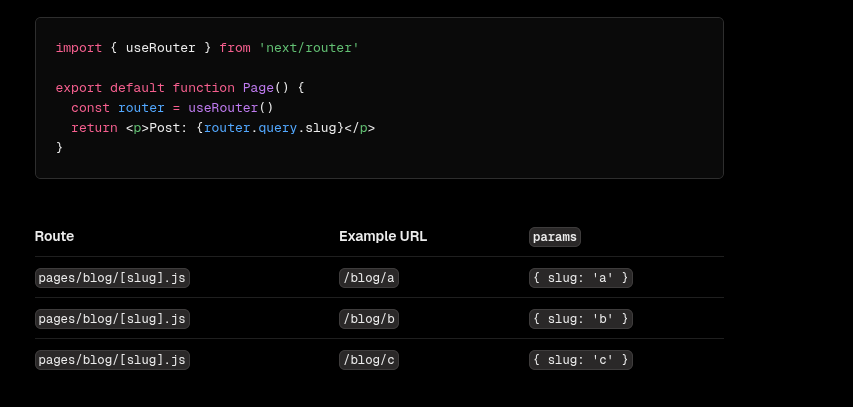 import { useRouter } from 'next/router'

export default function Page() {
  const router = useRouter()
  return <p>Post: {router.query.slug}</p>
}

Route Example URL params
pages/blog/[slug].js /blog/a { slug: 'a' }
pages/blog/[slug].js /blog/b { slug: 'b' }
pages/blog/[slug].js /blog/c { slug: 'c' }